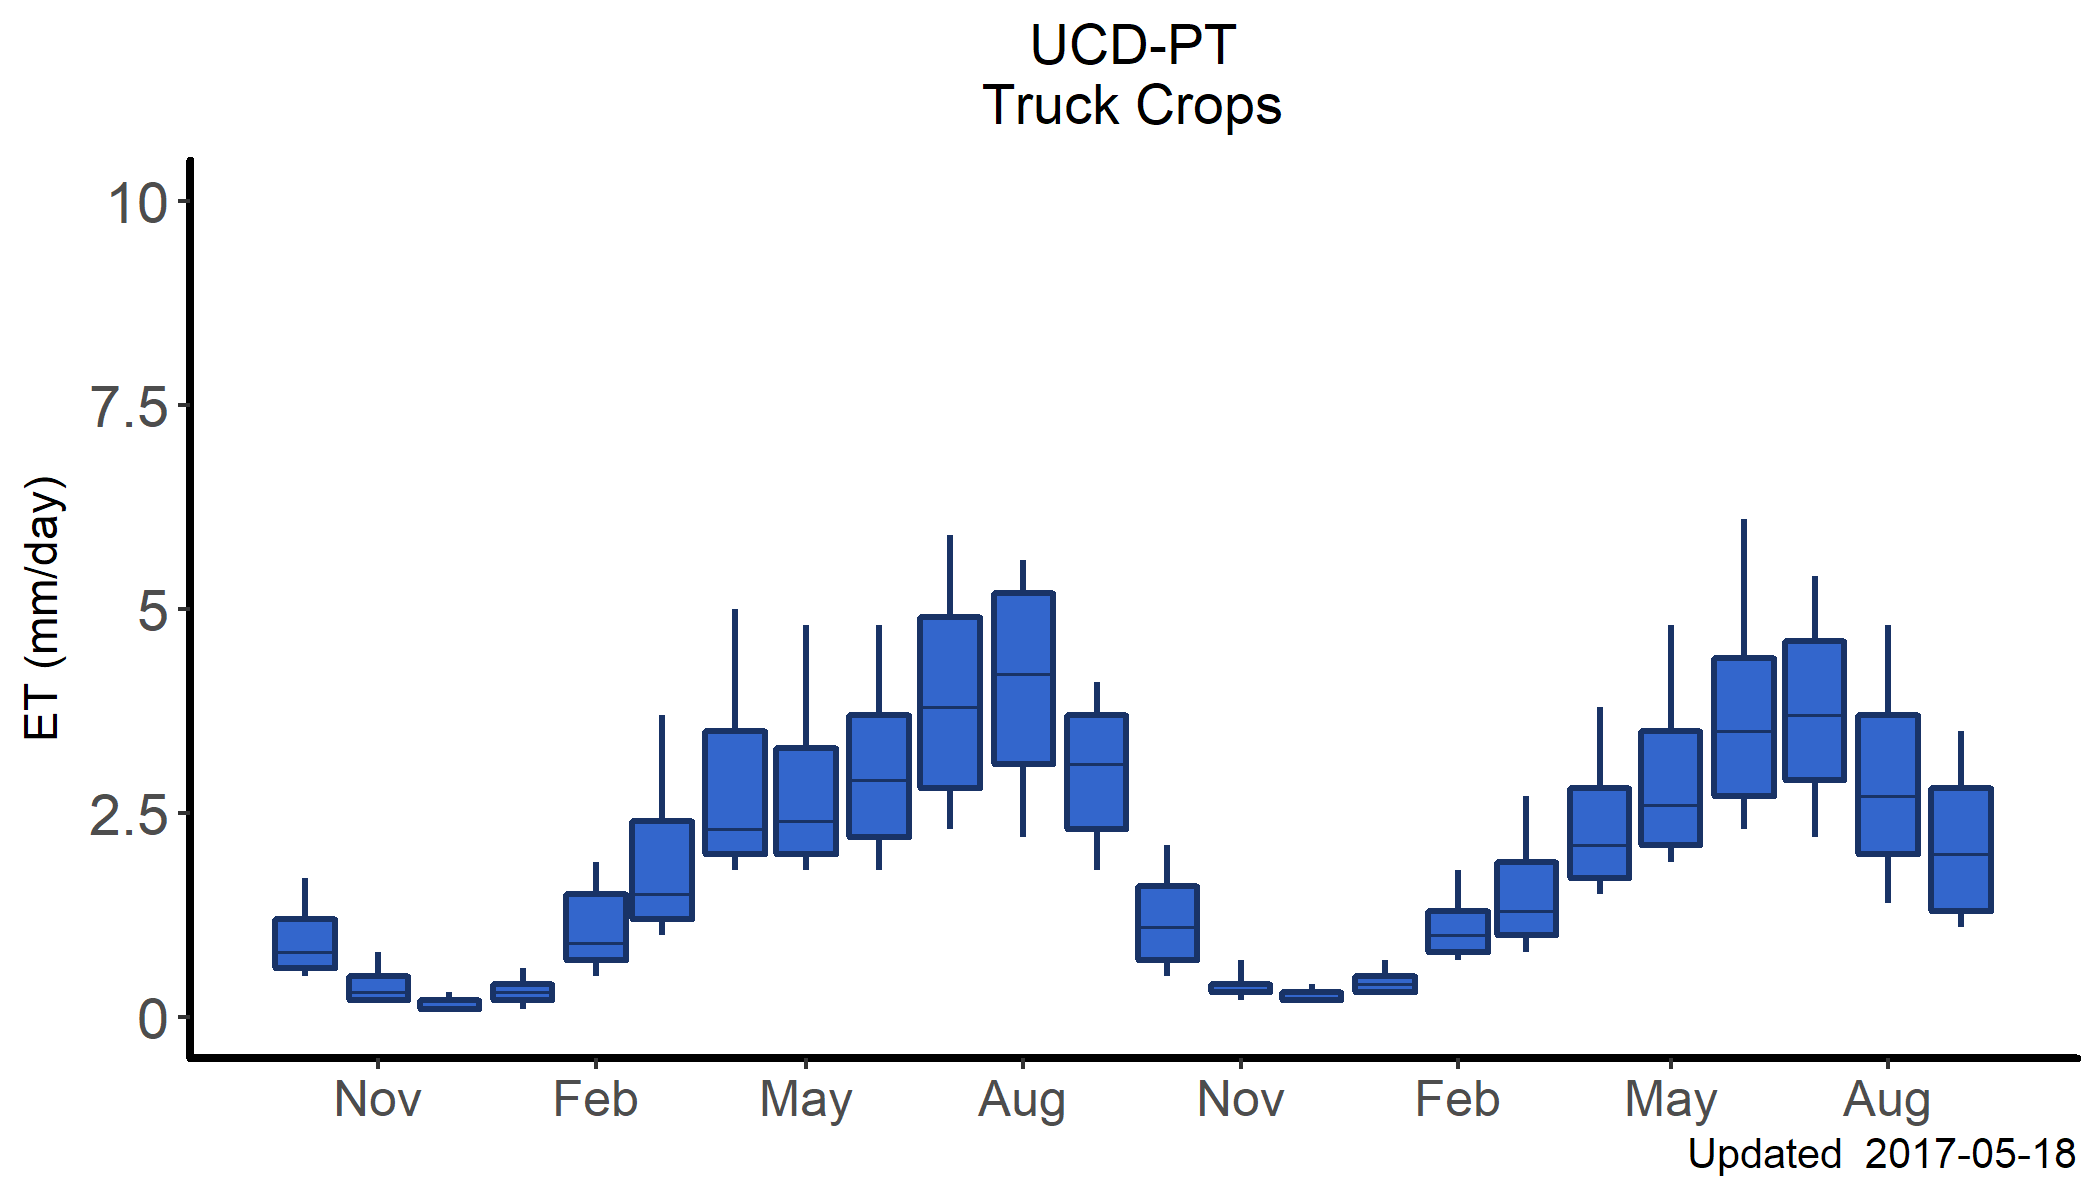 UCD-PT
Truck Crops
ET (mm/day)
10
7.5
5
2.5
0
Nov Feb May Aug Nov Feb May Aug
Updated 2017-05-18